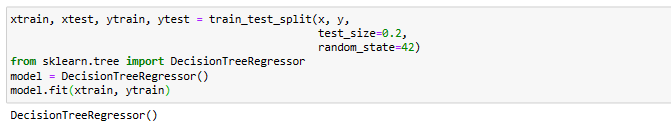 xtrain, xtest, ytrain, ytest = train_test_split(x, y,
test_size=0.2,
random_state=42)
from sklearn.tree import DecisionTreeRegressor
model = DecisionTreeRegressor()
model.fit(xtrain, ytrain)
DecisionTreeRegressor()